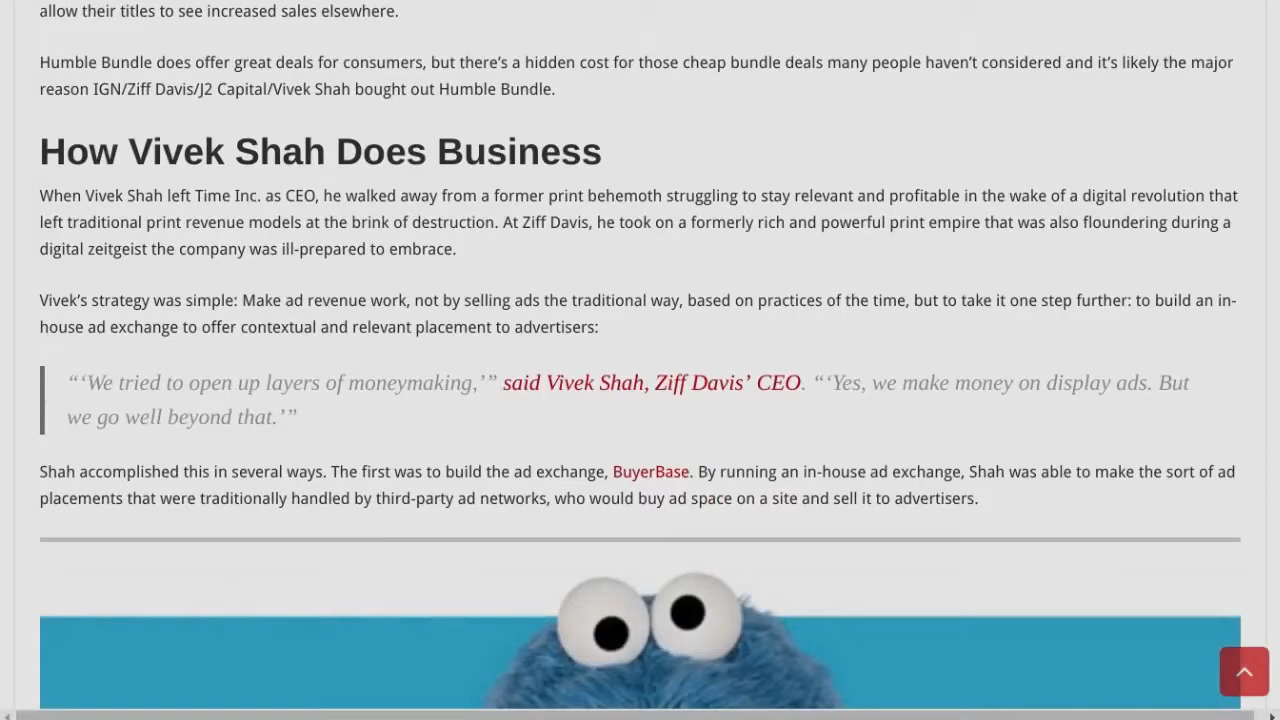 allow their titles to see increased sales elsewhere.
Humble Bundle does offer great deals for consumers, but there’s a hidden cost for those cheap bundle deals many people haven’t considered and it’s likely the major
reason IGN/Ziff Davis/J2 Capital/Vivek Shah bought out Humble Bundle.
How Vivek Shah Does Business
When Vivek Shah left Time Inc. as CEO, he walked away from a former print behemoth struggling to stay relevant and profitable in the wake of a digital revolution that
left traditional print revenue models at the brink of destruction. At Ziff Davis, he took on a formerly rich and powerful print empire that was also floundering during a
digital zeitgeist the company was ill-prepared to embrace.
Vivek’s strategy was simple: Make ad revenue work, not by selling ads the traditional way, based on practices of the time, but to take it one step further: to build an in-
house ad exchange to offer contextual and relevant placement to advertisers:
“‘We tried to open up layers of moneymaking,’” said Vivek Shah, Ziff Davis’ CEO. “‘Yes, we make money on display ads. But
we go well beyond that.’”
Shah accomplished this in several ways. The first was to build the ad exchange, BuyerBase. By running an in-house ad exchange, Shah was able to make the sort of ad
placements that were traditionally handled by third-party ad networks, who would buy ad space on a site and sell it to advertisers.